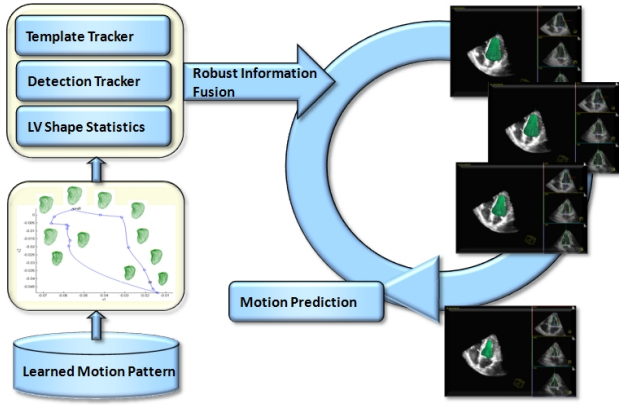 Template Tracker
Detection Tracker
LV Shape Statistics
Robust Information
Fusion
Motion Prediction
Learned Motion Pattern